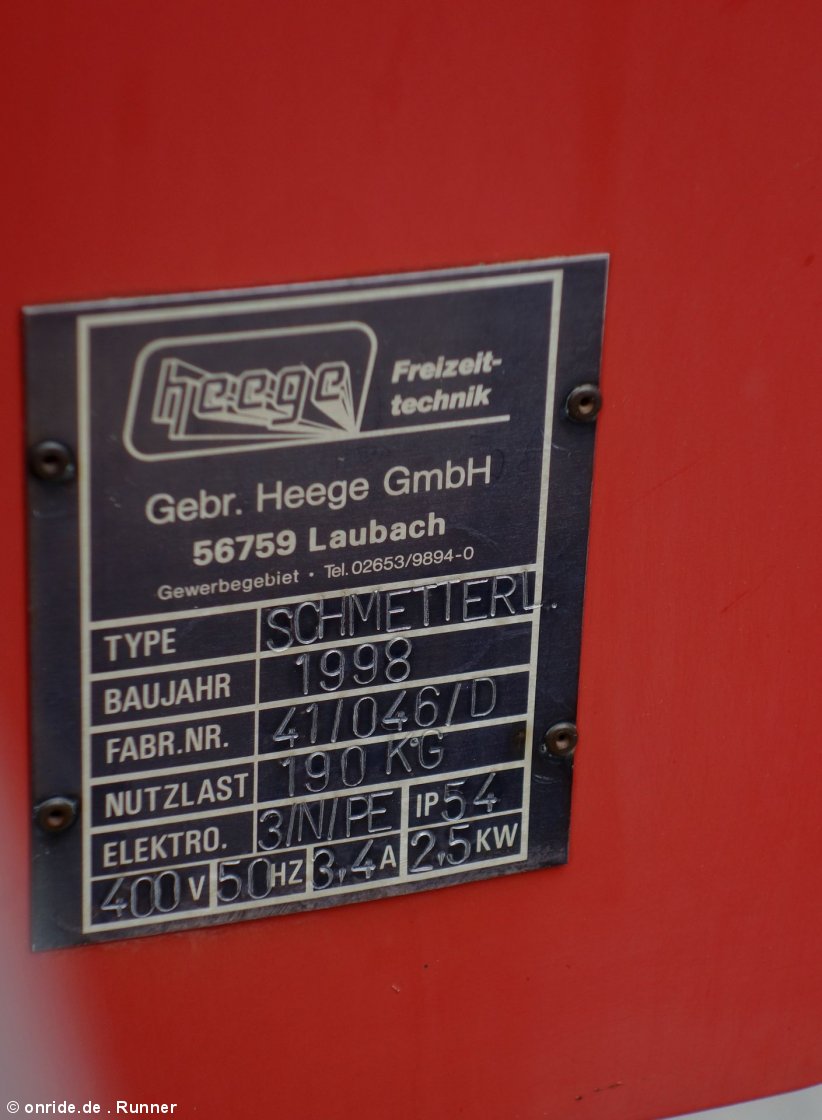 heege Freizeit-
technik
Gebr. Heege GmbH
56759 Laubach
Gewerbegebiet · Tel. 02653/9894-0
TYPE SCHMETTERL.
BAUJAHR 1998
FABR.NR. 41/046/D
NUTZLAST 190 KG
ELEKTRO. 3/N/PE IP54
400 V 50 HZ 3,4 A 2,5 KW
© onride.de . Runner